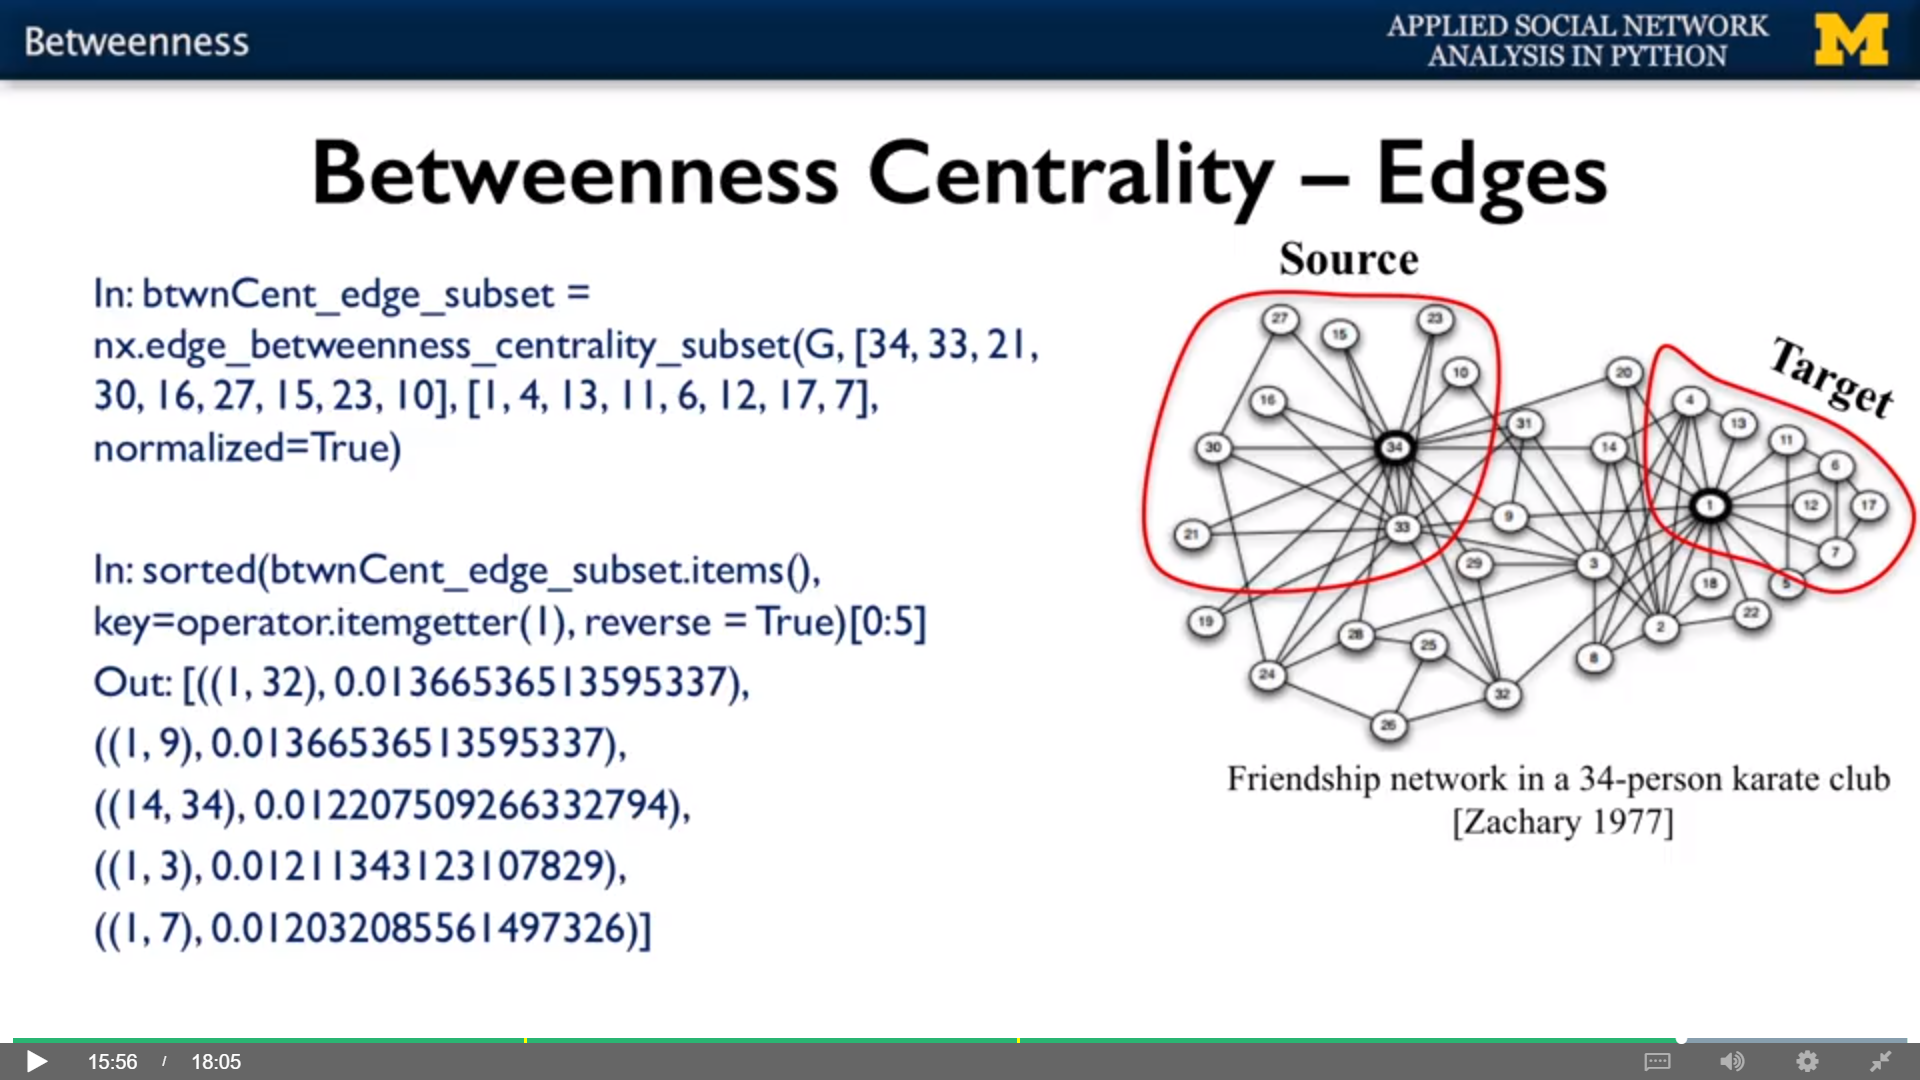 Betweenness
APPLIED SOCIAL NETWORK
ANALYSIS IN PYTHON
M
Betweenness Centrality – Edges
In: btwnCent_edge_subset =
nx.edge_betweenness_centrality_subset(G, [34, 33, 21,
30, 16, 27, 15, 23, 10], [1, 4, 13, 11, 6, 12, 17, 7],
normalized=True)
In: sorted(btwnCent_edge_subset.items(),
key=operator.itemgetter(1), reverse = True)[0:5]
Out: [((1, 32), 0.01366536513595337),
((1, 9), 0.01366536513595337),
((14, 34), 0.012207509266332794),
((1, 3), 0.01211343123107829),
((1, 7), 0.012032085561497326)]
Source
Target
27
15
23
10
20
16
4
31
13
11
30
34
14
6
1
12
17
21
33
9
7
29
3
18
5
19
28
25
2
22
8
24
32
26
Friendship network in a 34-person karate club
[Zachary 1977]
15:56 / 18:05